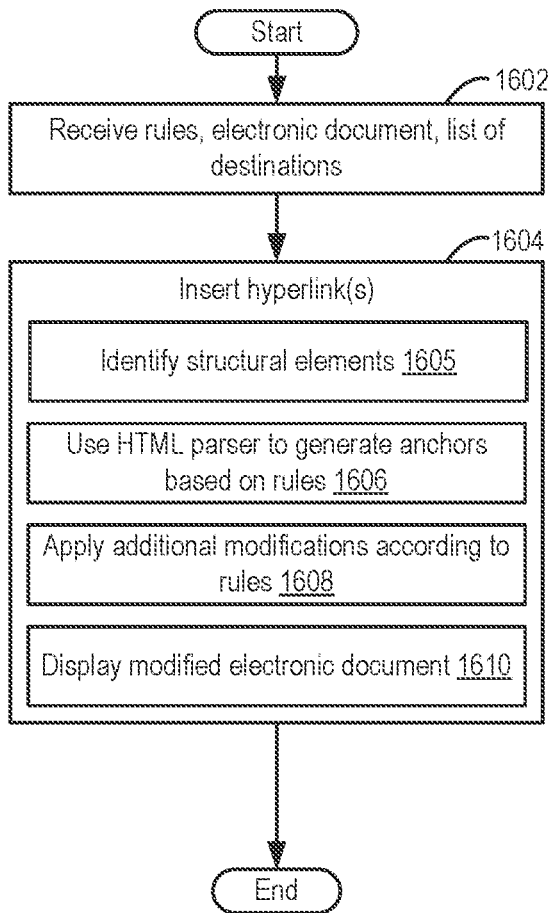 Start
1602
Receive rules, electronic document, list of
destinations
1604
Insert hyperlink(s)
Identify structural elements 1605
Use HTML parser to generate anchors
based on rules 1606
Apply additional modifications according to
rules 1608
Display modified electronic document 1610
End